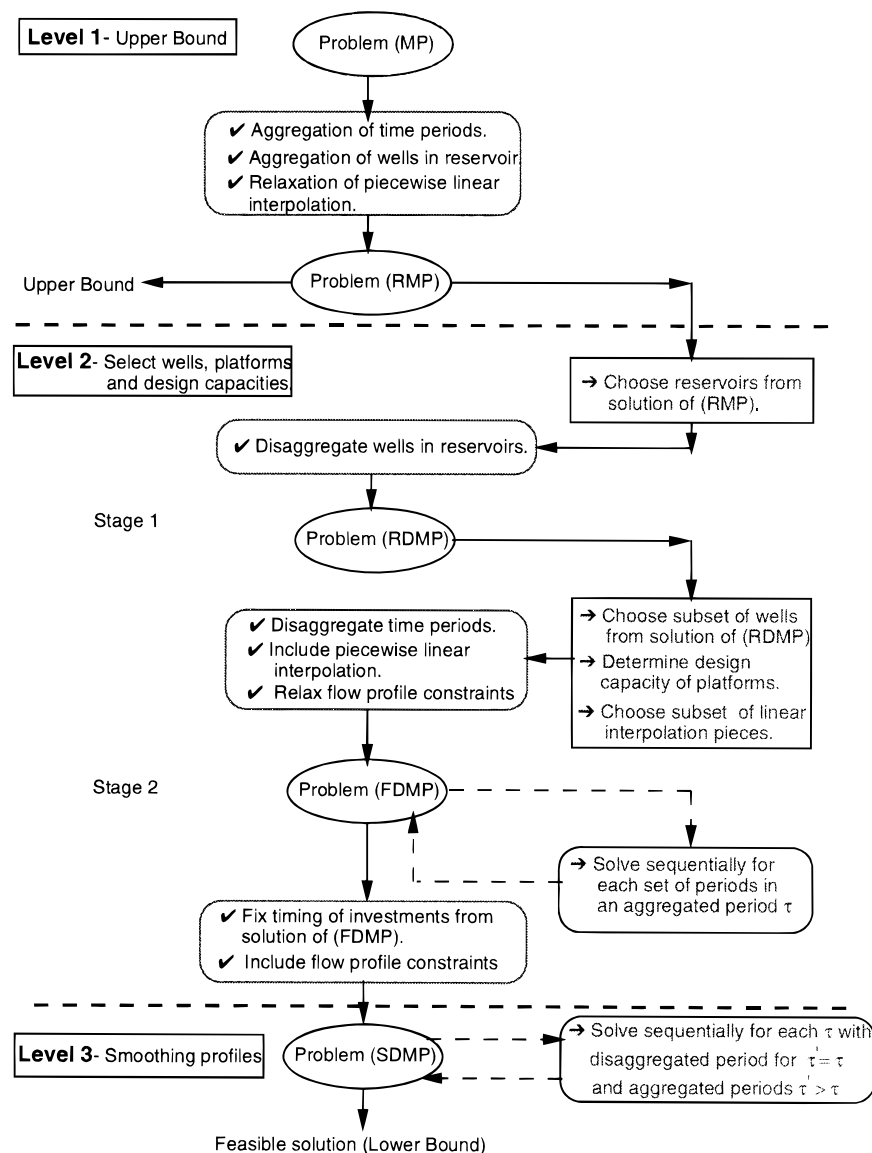 Level 1- Upper Bound
Problem (MP)
✔ Aggregation of time periods.
✔ Aggregation of wells in reservoir.
✔ Relaxation of piecewise linear
interpolation.
Upper Bound
Problem (RMP)
Level 2- Select wells, platforms
and design capacities.
➔ Choose reservoirs from
solution of (RMP).
✔ Disaggregate wells in reservoirs.
Stage 1
Problem (RDMP)
✔ Disaggregate time periods.
✔ Include piecewise linear
interpolation.
✔ Relax flow profile constraints
➔ Choose subset of wells
from solution of (RDMP)
➔ Determine design
capacity of platforms.
➔ Choose subset of linear
interpolation pieces.
Stage 2
Problem (FDMP)
➔ Solve sequentially for
each set of periods in
an aggregated period τ
✔ Fix timing of investments from
solution of (FDMP).
✔ Include flow profile constraints
Level 3- Smoothing profiles
Problem (SDMP)
➔ Solve sequentially for each τ with
disaggregated period for τ' = τ
and aggregated periods τ' > τ
Feasible solution (Lower Bound)